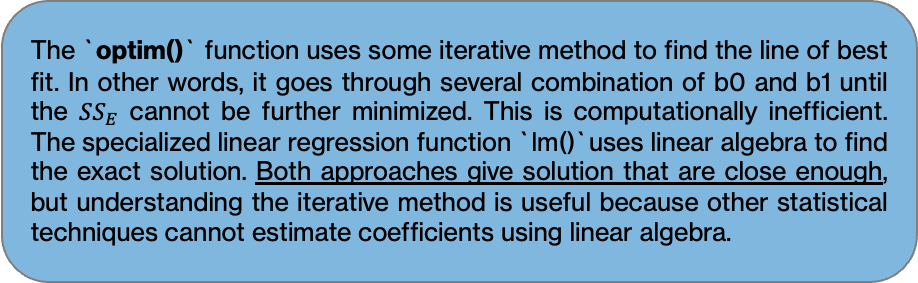 The `optim()` function uses some iterative method to find the line of best
fit. In other words, it goes through several combination of b0 and b1 until
the SS_E cannot be further minimized. This is computationally inefficient.
The specialized linear regression function `lm()`uses linear algebra to find
the exact solution. Both approaches give solution that are close enough,
but understanding the iterative method is useful because other statistical
techniques cannot estimate coefficients using linear algebra.